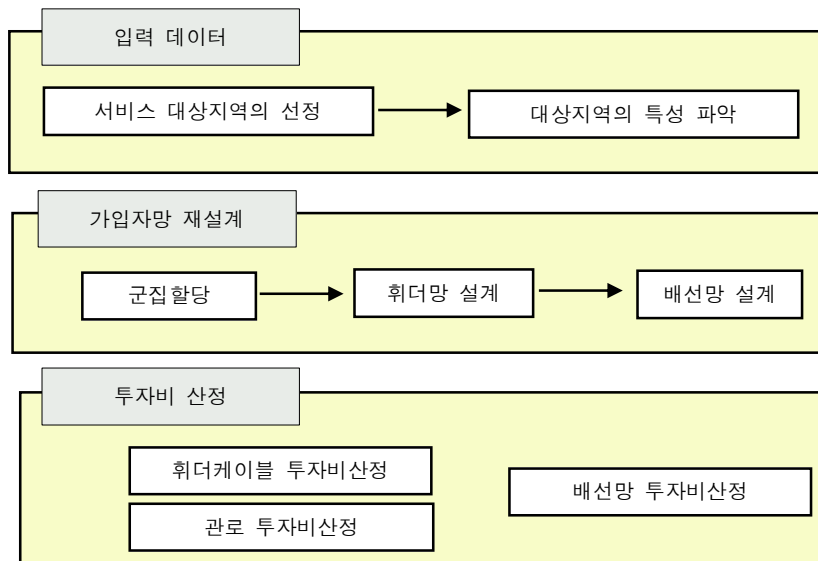 입력 데이터
서비스 대상지역의 선정
대상지역의 특성 파악
가입자망 재설계
군집할당
휘더망 설계
배선망 설계
투자비 산정
휘더케이블 투자비산정
배선망 투자비산정
관로 투자비산정